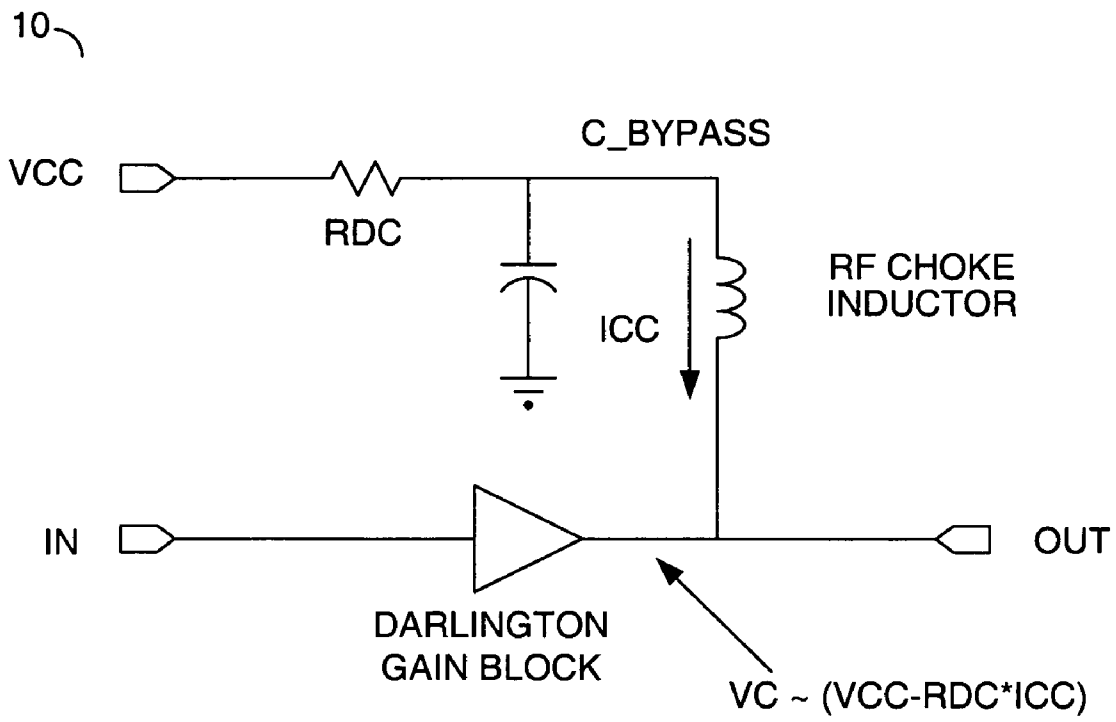 10
C_BYPASS
VCC
RDC
RF CHOKE
INDUCTOR
ICC
IN
OUT
DARLINGTON
GAIN BLOCK
VC ~ (VCC-RDC*ICC)